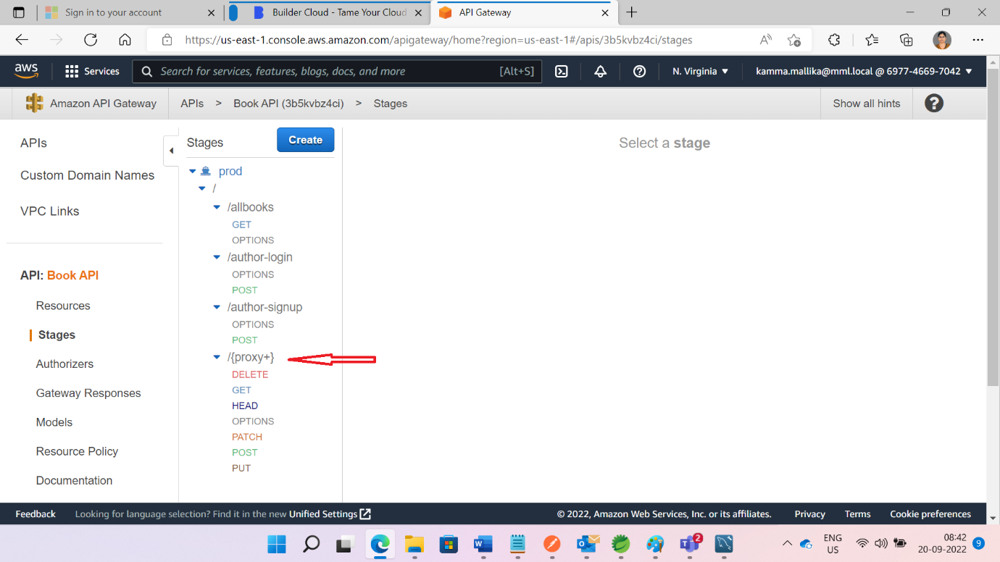 Sign in to your account
Builder Cloud - Tame Your Cloud
API Gateway
https://us-east-1.console.aws.amazon.com/apigateway/home?region=us-east-1#/apis/3b5kvbz4ci/stages
aws
Services
Search for services, features, blogs, docs, and more
[Alt+S]
N. Virginia
kamma.mallika@mml.local @ 6977-4669-7042
Amazon API Gateway
APIs > Book API (3b5kvbz4ci) > Stages
Show all hints
?
APIs
Custom Domain Names
VPC Links
API: Book API
Resources
Stages
Authorizers
Gateway Responses
Models
Resource Policy
Documentation
Stages
Create
prod
/
/allbooks
GET
OPTIONS
/author-login
OPTIONS
POST
/author-signup
OPTIONS
POST
/{proxy+}
DELETE
GET
HEAD
OPTIONS
PATCH
POST
PUT
Select a stage
Feedback
Looking for language selection? Find it in the new Unified Settings
© 2022, Amazon Web Services, Inc. or its affiliates.
Privacy
Terms
Cookie preferences
2
ENG
US
08:42
20-09-2022
9